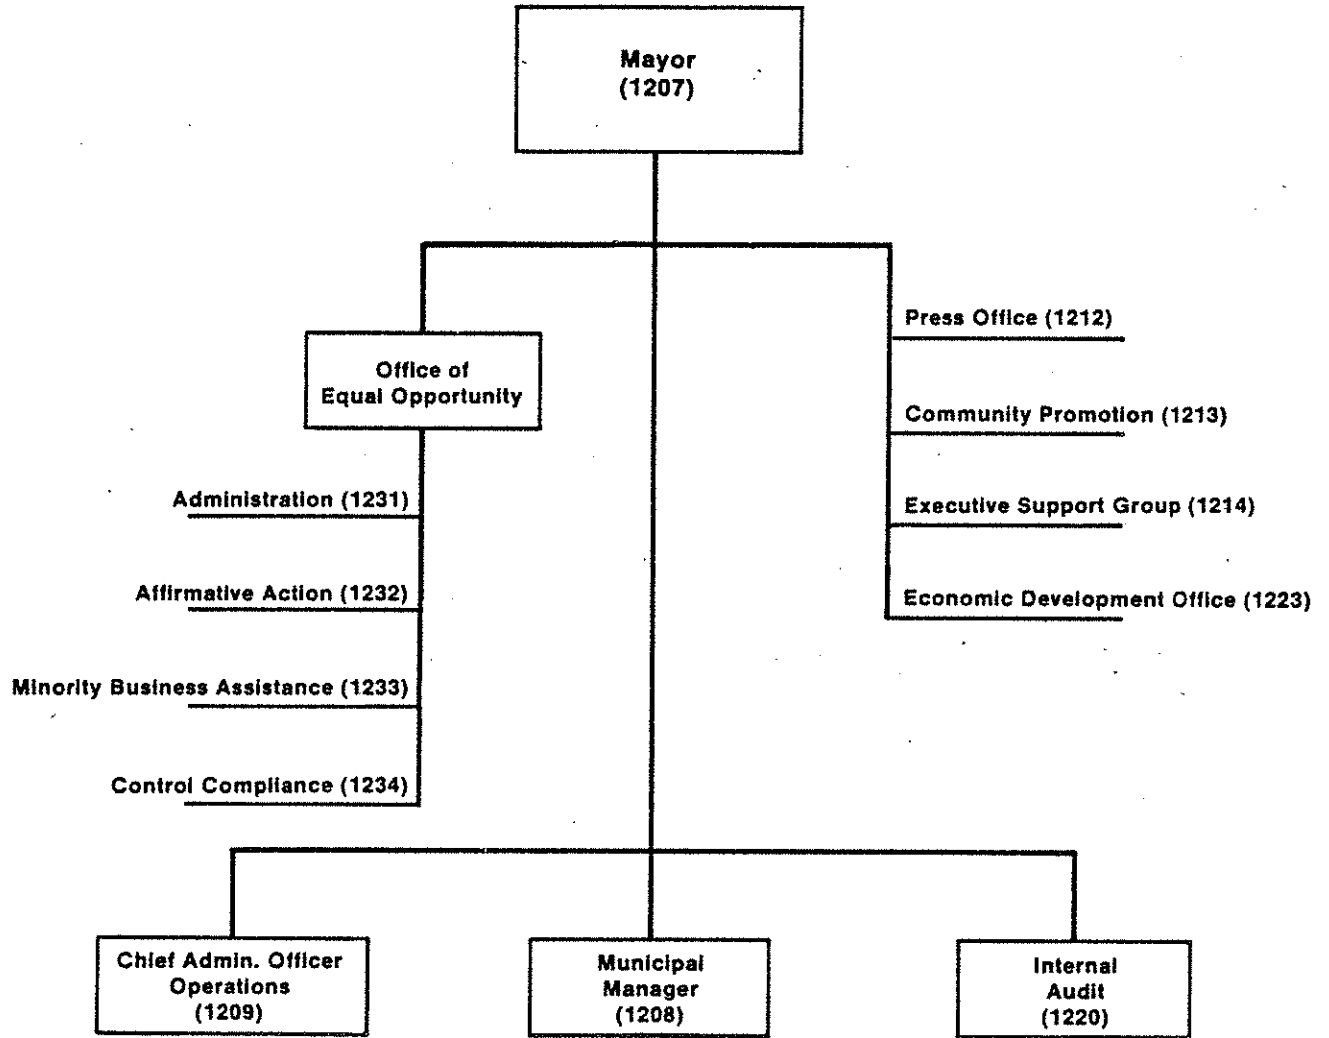 Mayor
(1207)
Office of
Equal Opportunity
Administration (1231)
Affirmative Action (1232)
Minority Business Assistance (1233)
Control Compliance (1234)
Press Office (1212)
Community Promotion (1213)
Executive Support Group (1214)
Economic Development Office (1223)
Chief Admin. Officer
Operations
(1209)
Municipal
Manager
(1208)
Internal
Audit
(1220)